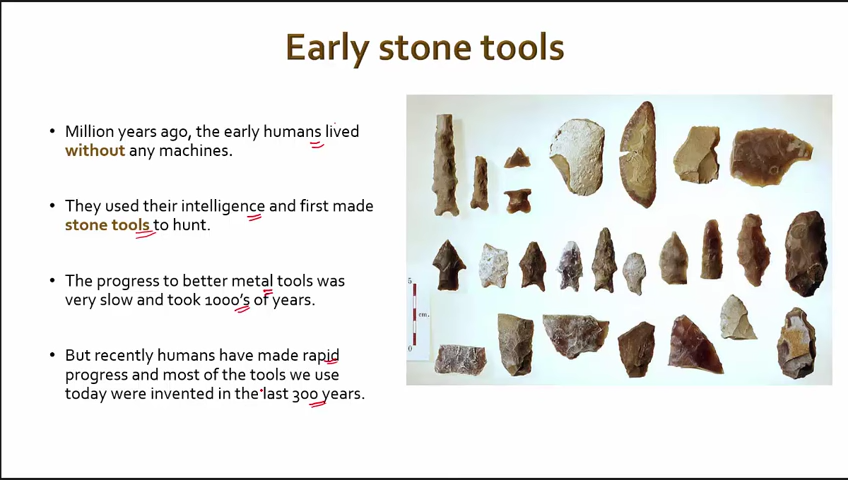 Early stone tools
• Million years ago, the early humans lived
without any machines.
• They used their intelligence and first made
stone tools to hunt.
• The progress to better metal tools was
very slow and took 1000's of years.
• But recently humans have made rapid
progress and most of the tools we use
today were invented in the last 300 years.
5
cm.
0